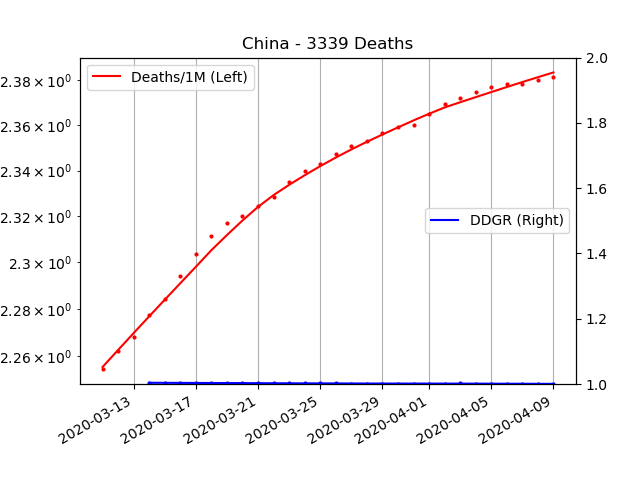 China - 3339 Deaths
Deaths/1M (Left)
DDGR (Right)
2.38 × 10⁰
2.36 × 10⁰
2.34 × 10⁰
2.32 × 10⁰
2.3 × 10⁰
2.28 × 10⁰
2.26 × 10⁰
2.0
1.8
1.6
1.4
1.2
1.0
2020-03-13
2020-03-17
2020-03-21
2020-03-25
2020-03-29
2020-04-01
2020-04-05
2020-04-09